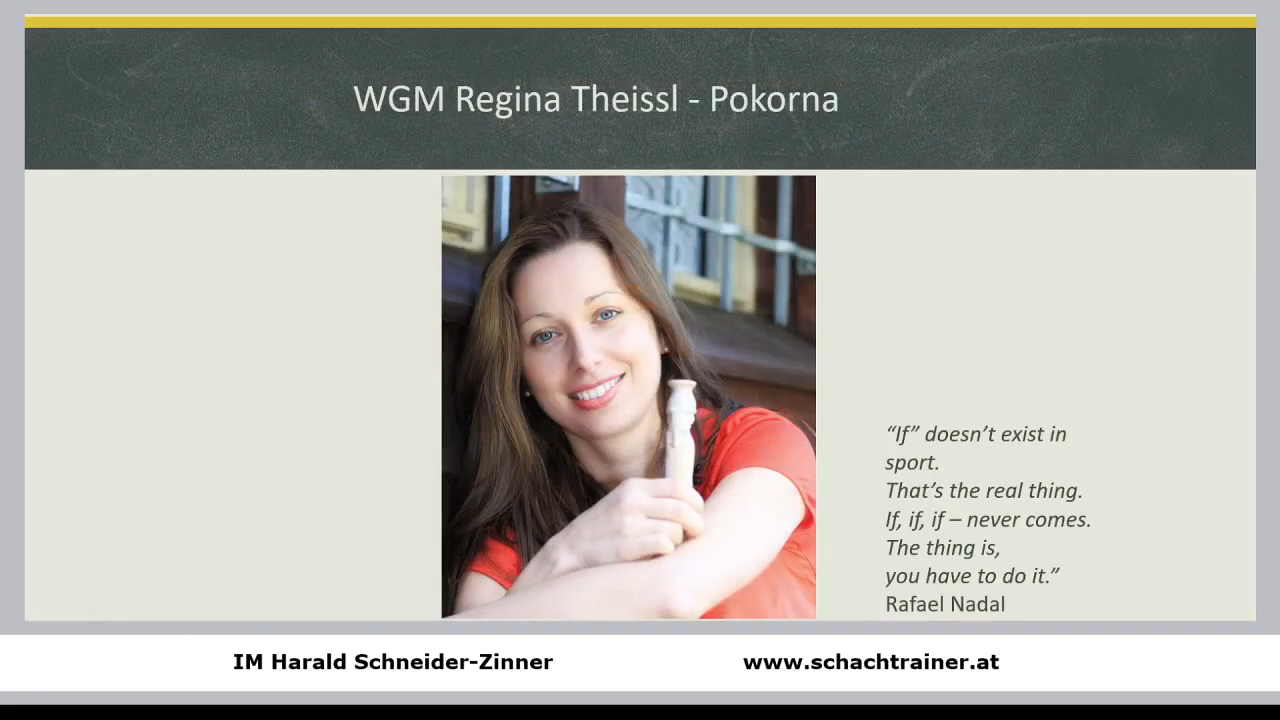 WGM Regina Theissl - Pokorna
“If” doesn’t exist in
sport.
That’s the real thing.
If, if, if – never comes.
The thing is,
you have to do it.”
Rafael Nadal
IM Harald Schneider-Zinner
www.schachtrainer.at